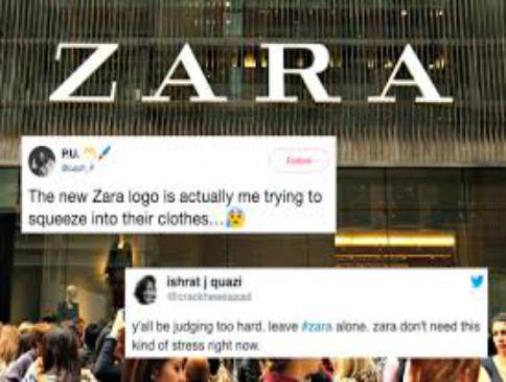 ZARA
P.U.
Follow
The new Zara logo is actually me trying to
squeeze into their clothes...😰
ishrat j quazi
y'all be judging too hard. leave #zara alone. zara don't need this
kind of stress right now.